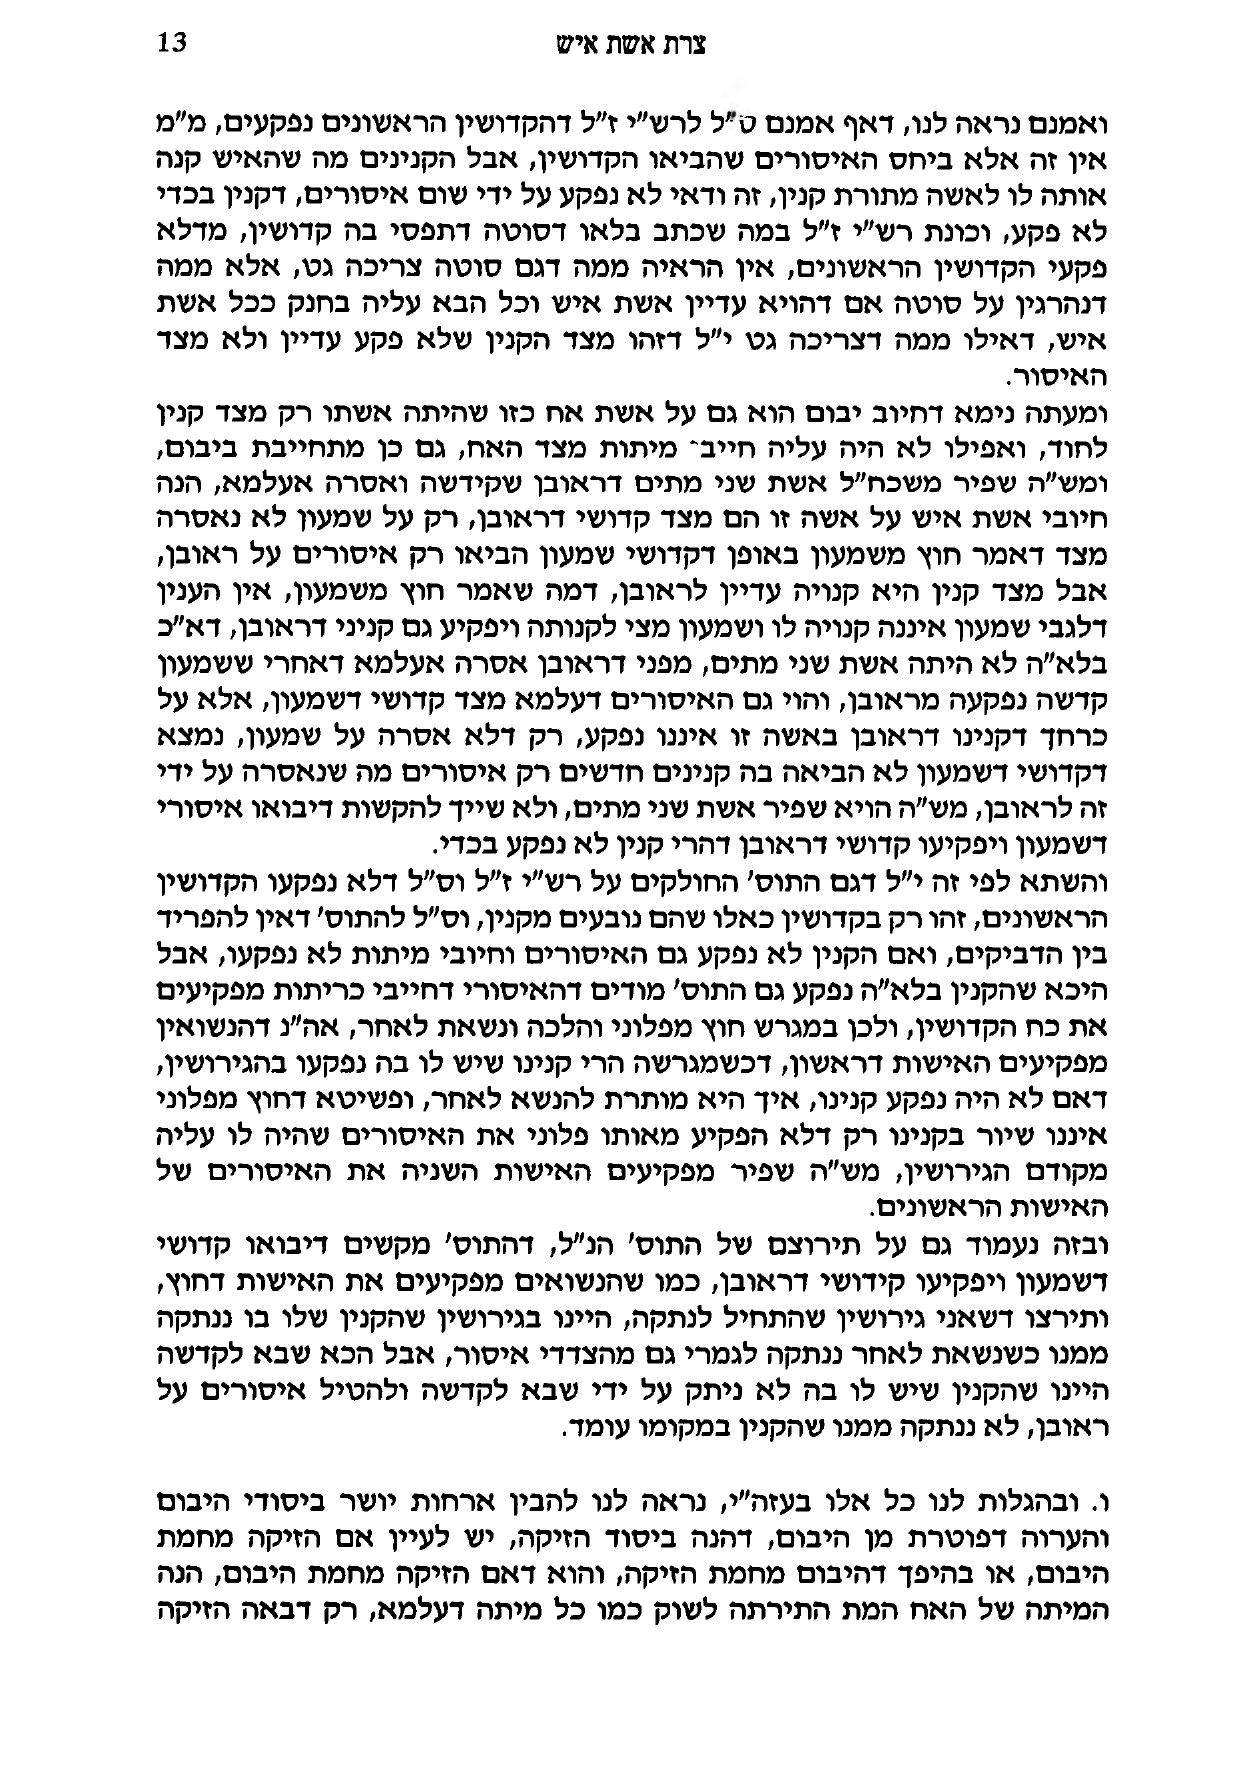 צרת אשת איש 13
ואמנם נראה לנו, דאף אמנם ס״ל לרש״י ז״ל דהקדושין הראשונים נפקעים, מ״מ
אין זה אלא ביחס האיסורים שהביאו הקדושין, אבל הקנינים מה שהאיש קנה
אותה לו לאשה מתורת קנין, זה ודאי לא נפקע על ידי שום איסורים, דקנין בכדי
לא פקע, וכונת רש״י ז״ל במה שכתב בלאו דסוטה דתפסי בה קדושין, מדלא
פקעי הקדושין הראשונים, אין הראיה ממה דגם סוטה צריכה גט, אלא ממה
דנהרגין על סוטה אם דהויא עדיין אשת איש וכל הבא עליה בחנק ככל אשת
איש, דאילו ממה דצריכה גט י״ל דזהו מצד הקנין שלא פקע עדיין ולא מצד
האיסור.
ומעתה נימא דחיוב יבום הוא גם על אשת אח כזו שהיתה אשתו רק מצד קנין
לחוד, ואפילו לא היה עליה חייב־ מיתות מצד האח, גם כן מתחייבת ביבום,
ומש״ה שפיר משכח״ל אשת שני מתים דראובן שקידשה ואסרה אעלמא, הנה
חיובי אשת איש על אשה זו הם מצד קדושי דראובן, רק על שמעון לא נאסרה
מצד דאמר חוץ משמעון באופן דקדושי שמעון הביאו רק איסורים על ראובן,
אבל מצד קנין היא קנויה עדיין לראובן, דמה שאמר חוץ משמעון, אין הענין
דלגבי שמעון איננה קנויה לו ושמעון מצי לקנותה ויפקיע גם קניני דראובן, דא״כ
בלא״ה לא היתה אשת שני מתים, מפני דראובן אסרה אעלמא דאחרי ששמעון
קדשה נפקעה מראובן, והוי גם האיסורים דעלמא מצד קדושי דשמעון, אלא על
כרחך דקנינו דראובן באשה זו איננו נפקע, רק דלא אסרה על שמעון, נמצא
דקדושי דשמעון לא הביאה בה קנינים חדשים רק איסורים מה שנאסרה על ידי
זה לראובן, מש״ה הויא שפיר אשת שני מתים, ולא שייך להקשות דיבואו איסורי
דשמעון ויפקיעו קדושי דראובן דהרי קנין לא נפקע בכדי.
והשתא לפי זה י״ל דגם התוס׳ החולקים על רש״י ז״ל וס״ל דלא נפקעו הקדושין
הראשונים, זהו רק בקדושין כאלו שהם נובעים מקנין, וס״ל להתוס׳ דאין להפריד
בין הדביקים, ואם הקנין לא נפקע גם האיסורים וחיובי מיתות לא נפקעו, אבל
היכא שהקנין בלא״ה נפקע גם התוס׳ מודים דהאיסורי דחייבי כריתות מפקיעים
את כח הקדושין, ולכן במגרש חוץ מפלוני והלכה ונשאת לאחר, אה״נ דהנשואין
מפקיעים האישות דראשון, דכשמגרשה הרי קנינו שיש לו בה נפקעו בהגירושין,
דאם לא היה נפקע קנינו, איך היא מותרת להנשא לאחר, ופשיטא דחוץ מפלוני
איננו שיור בקנינו רק דלא הפקיע מאותו פלוני את האיסורים שהיה לו עליה
מקודם הגירושין, מש״ה שפיר מפקיעים האישות השניה את האיסורים של
האישות הראשונים.
ובזה נעמוד גם על תירוצם של התוס׳ הנ״ל, דהתוס׳ מקשים דיבואו קדושי
דשמעון ויפקיעו קידושי דראובן, כמו שהנשואים מפקיעים את האישות דחוץ,
ותירצו דשאני גירושין שהתחיל לנתקה, היינו בגירושין שהקנין שלו בו ננתקה
ממנו כשנשאת לאחר ננתקה לגמרי גם מהצדדי איסור, אבל הכא שבא לקדשה
היינו שהקנין שיש לו בה לא ניתק על ידי שבא לקדשה ולהטיל איסורים על
ראובן, לא ננתקה ממנו שהקנין במקומו עומד.
ו. ובהגלות לנו כל אלו בעזה״י, נראה לנו להבין ארחות יושר ביסודי היבום
והערוה דפוטרת מן היבום, דהנה ביסוד הזיקה, יש לעיין אם הזיקה מחמת
היבום, או בהיפך דהיבום מחמת הזיקה, והוא דאם הזיקה מחמת היבום, הנה
המיתה של האח המת התירתה לשוק כמו כל מיתה דעלמא, רק דבאה הזיקה